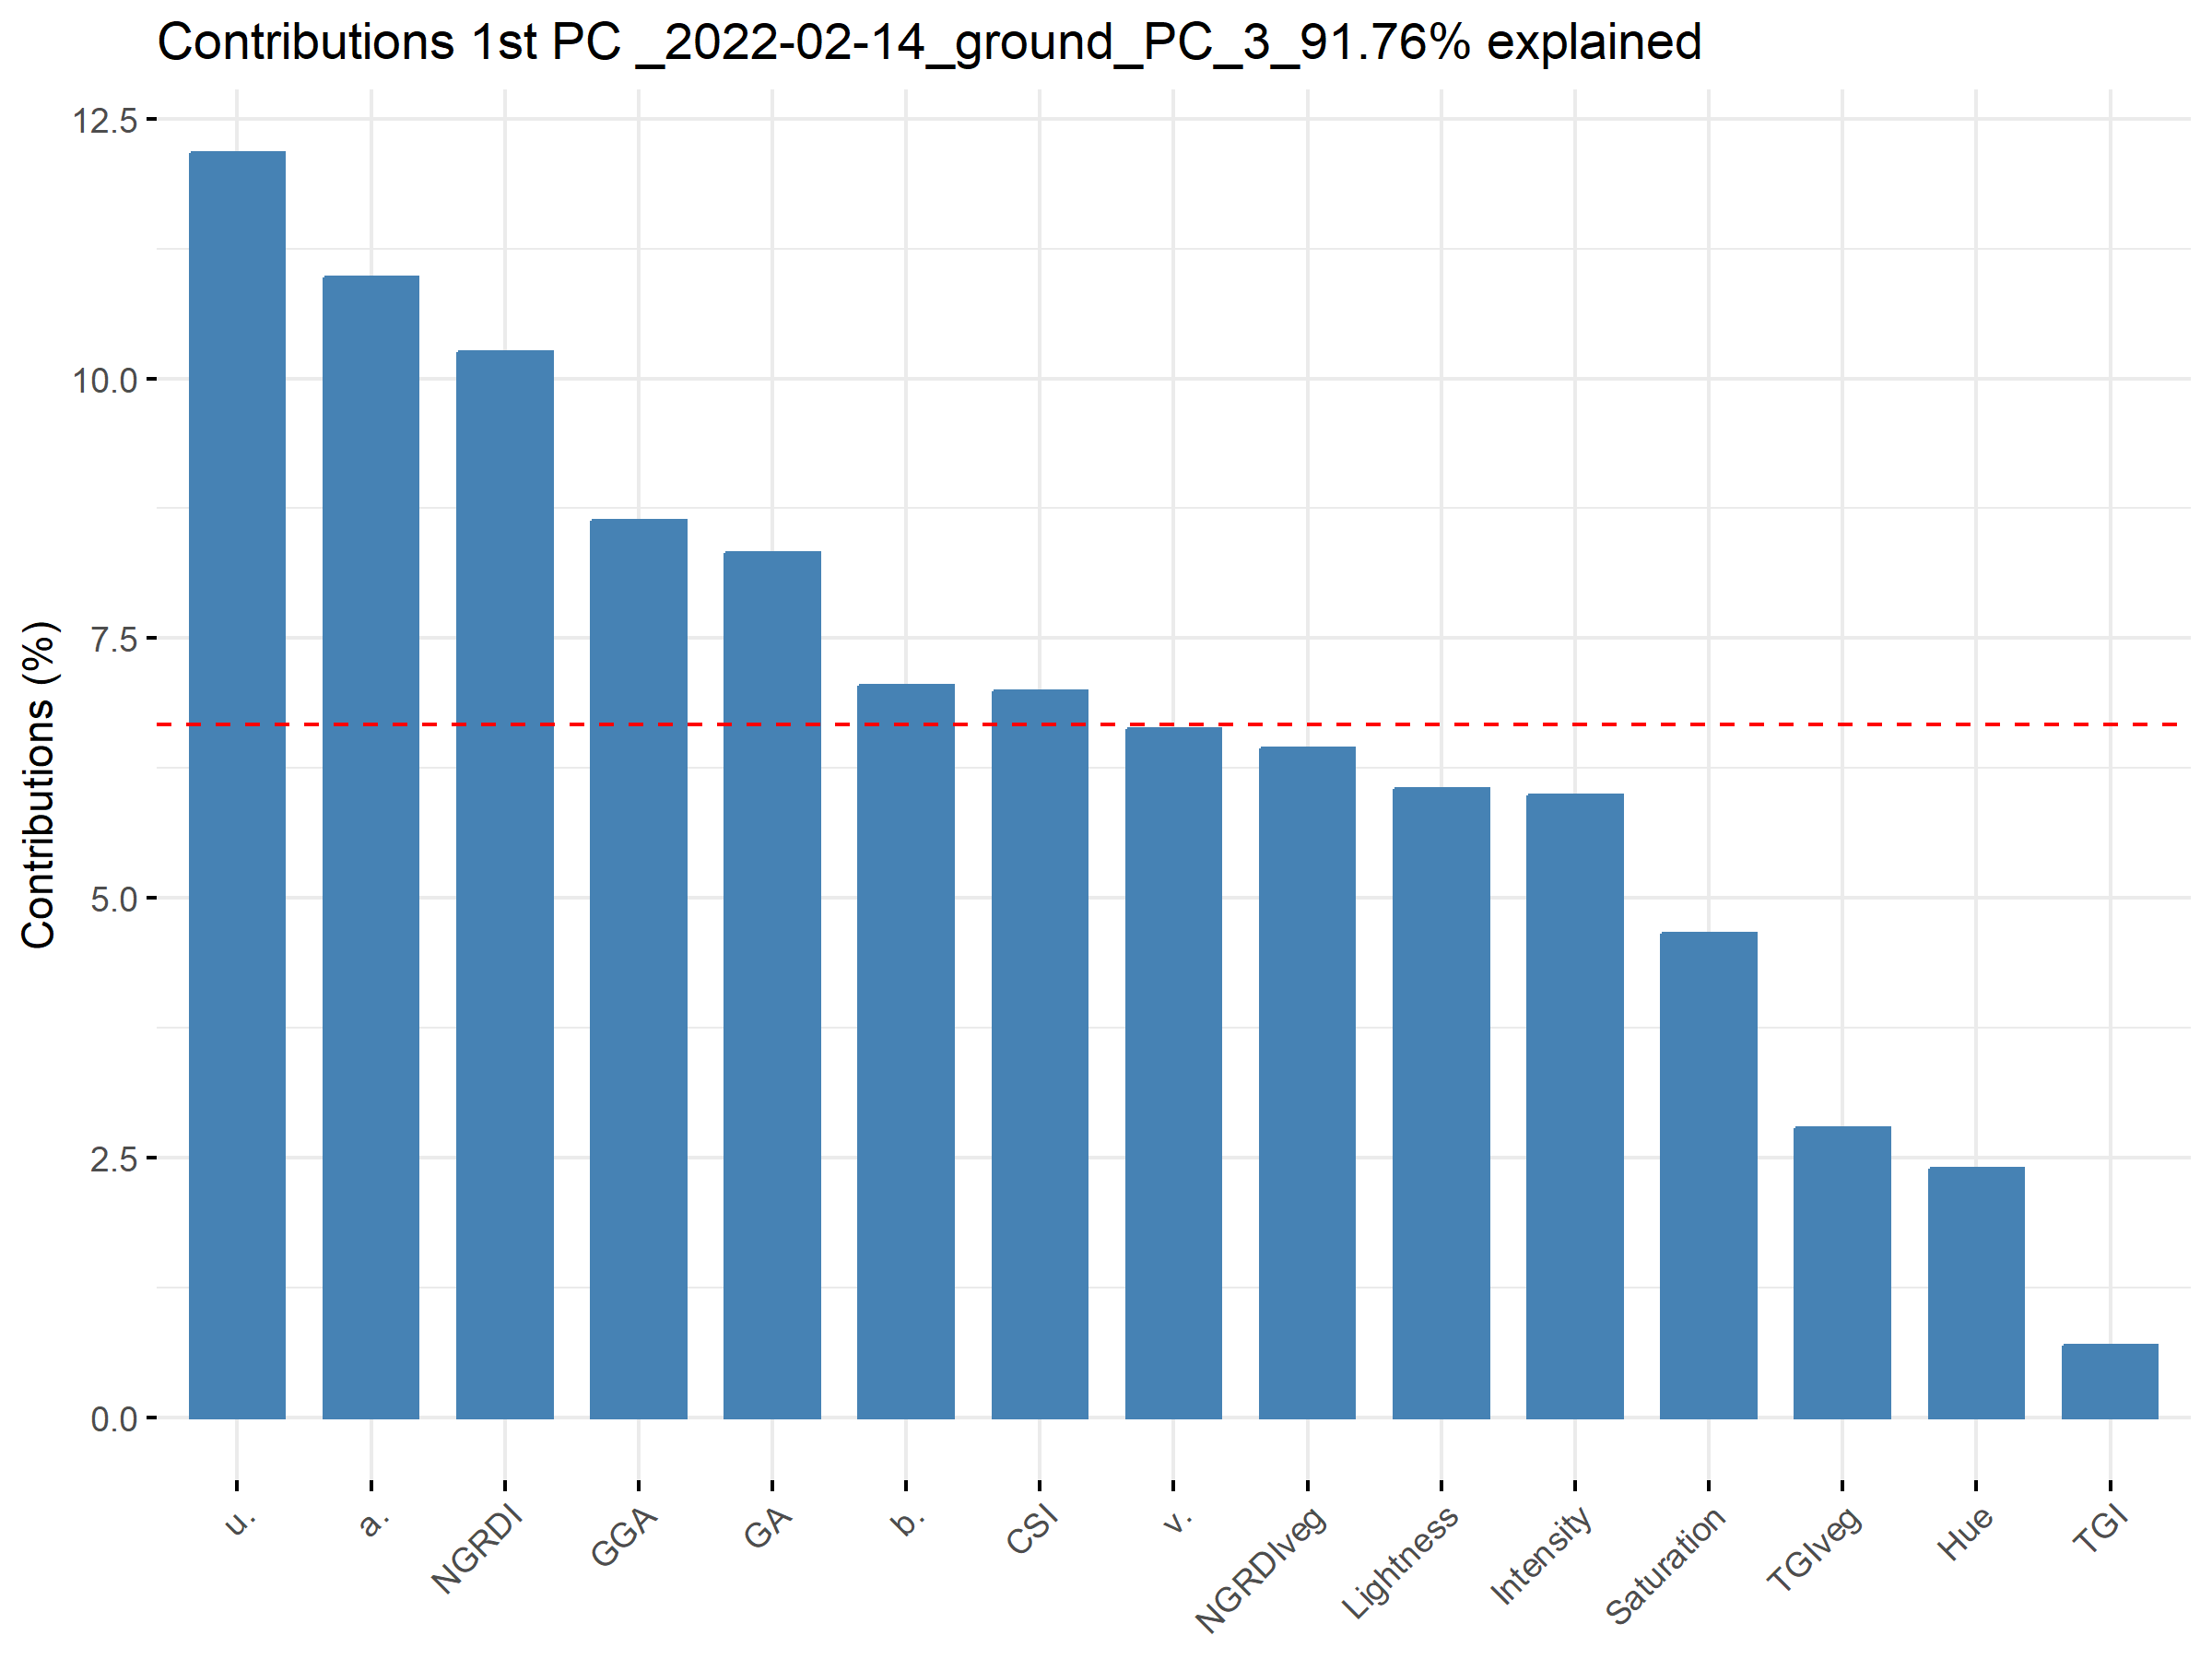 Contributions 1st PC _2022-02-14_ground_PC_3_91.76% explained
Contributions (%)
12.5
10.0
7.5
5.0
2.5
0.0
u.
a.
NGRDI
GGA
GA
b.
CSI
v.
NGRDIveg
Lightness
Intensity
Saturation
TGIveg
Hue
TGI